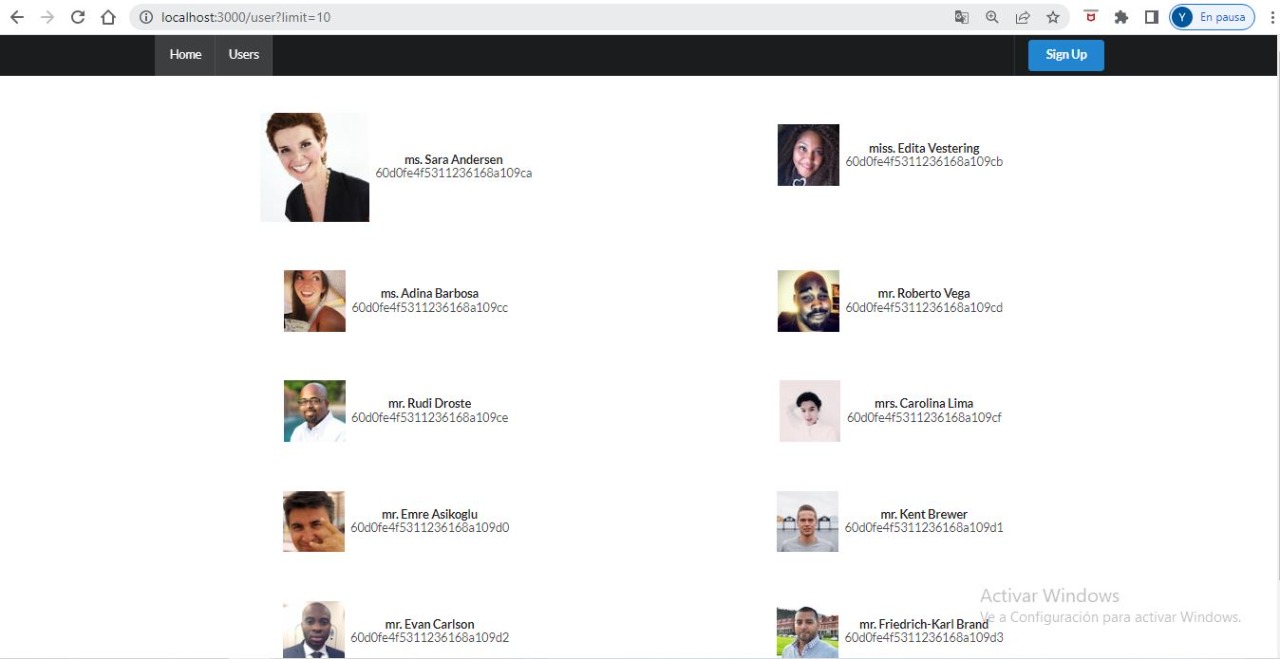 localhost:3000/user?limit=10
Y En pausa
Home Users Sign Up
ms. Sara Andersen
60d0fe4f5311236168a109ca
miss. Edita Vestering
60d0fe4f5311236168a109cb
ms. Adina Barbosa
60d0fe4f5311236168a109cc
mr. Roberto Vega
60d0fe4f5311236168a109cd
mr. Rudi Droste
60d0fe4f5311236168a109ce
mrs. Carolina Lima
60d0fe4f5311236168a109cf
mr. Emre Asikoglu
60d0fe4f5311236168a109d0
mr. Kent Brewer
60d0fe4f5311236168a109d1
mr. Evan Carlson
60d0fe4f5311236168a109d2
mr. Friedrich-Karl Brand
60d0fe4f5311236168a109d3
Activar Windows
Ve a Configuración para activar Windows.